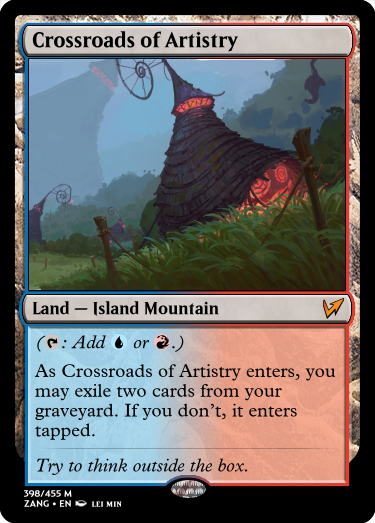 Crossroads of Artistry
Land — Island Mountain
(: Add or .)
As Crossroads of Artistry enters, you
may exile two cards from your
graveyard. If you don't, it enters
tapped.
Try to think outside the box.
398/455 M
ZANG • EN LEI MIN